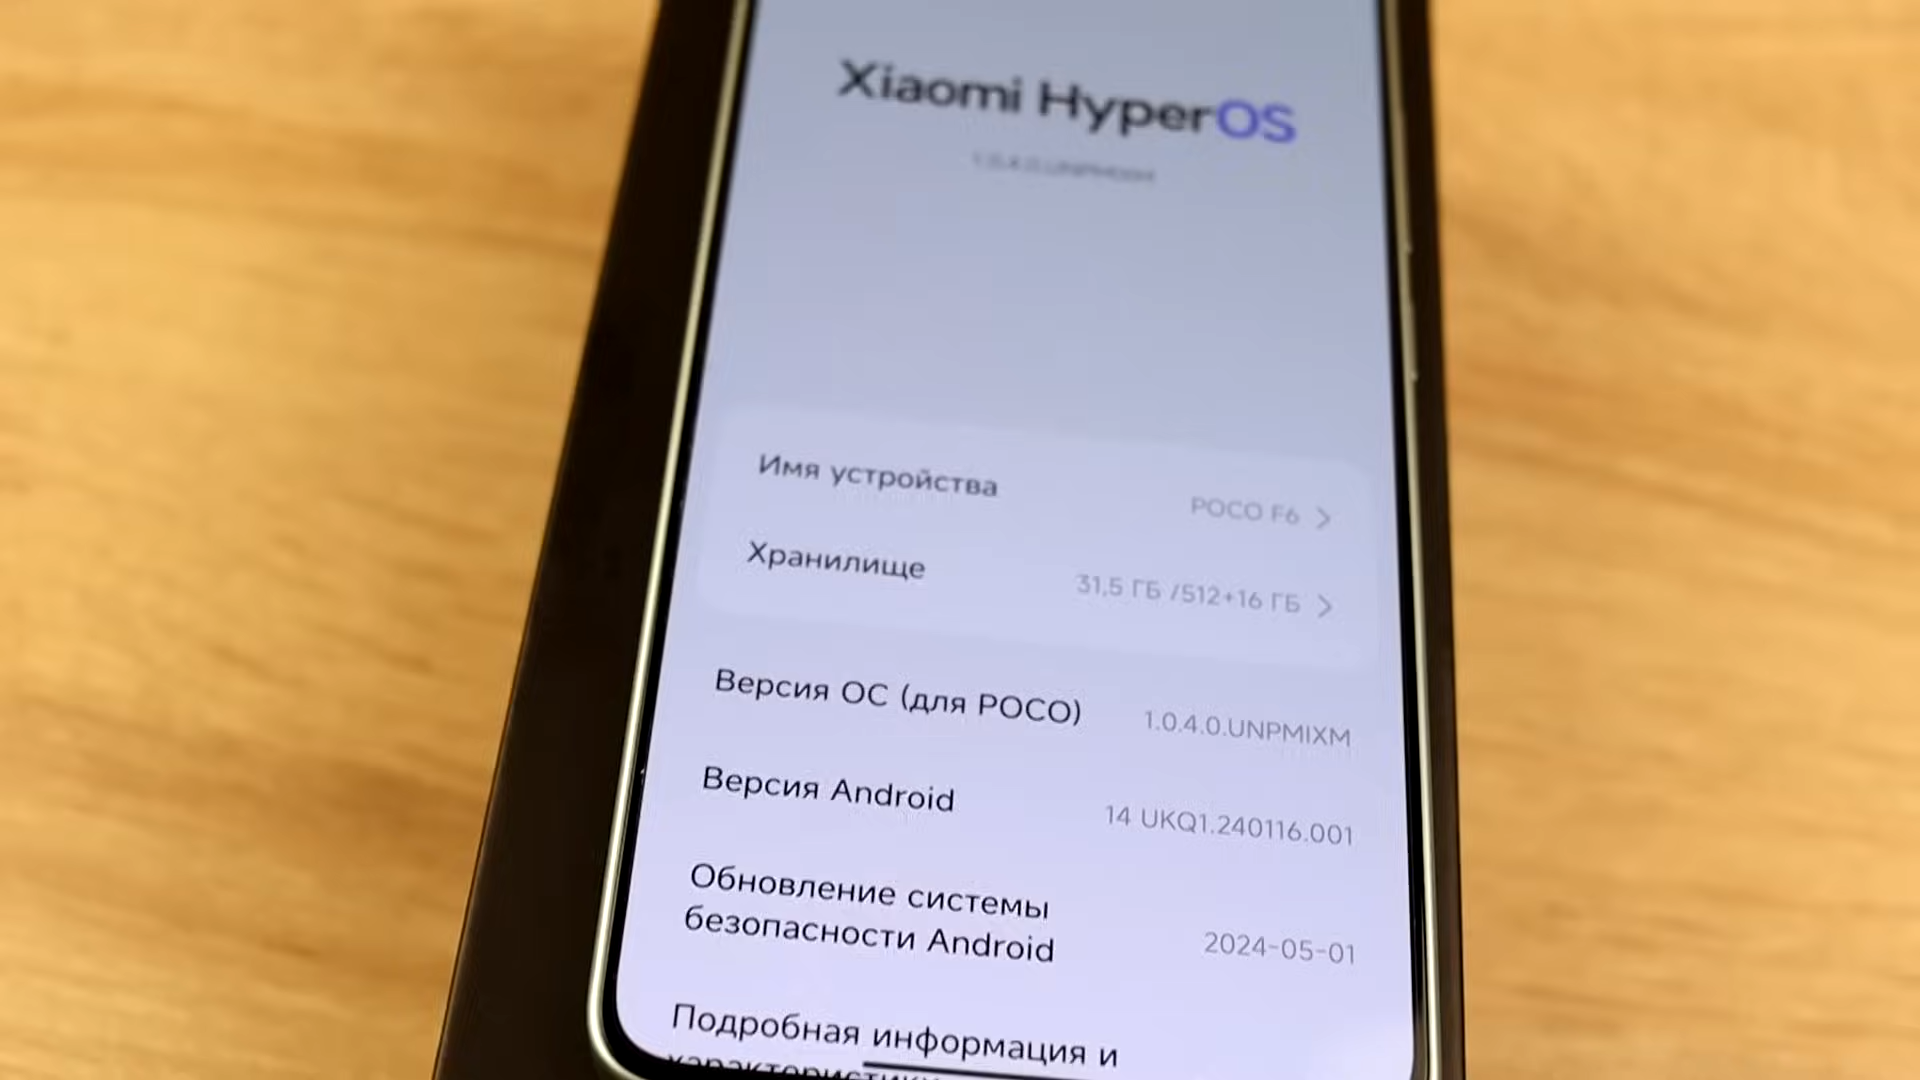 Xiaomi HyperOS
Имя устройства
POCO F6
Хранилище
31,5 ГБ /512+16 ГБ
Версия ОС (для POCO)
1.0.4.0.UNPMIXM
Версия Android
14 UKQ1.240116.001
Обновление системы
безопасности Android
2024-05-01
Подробная информация и